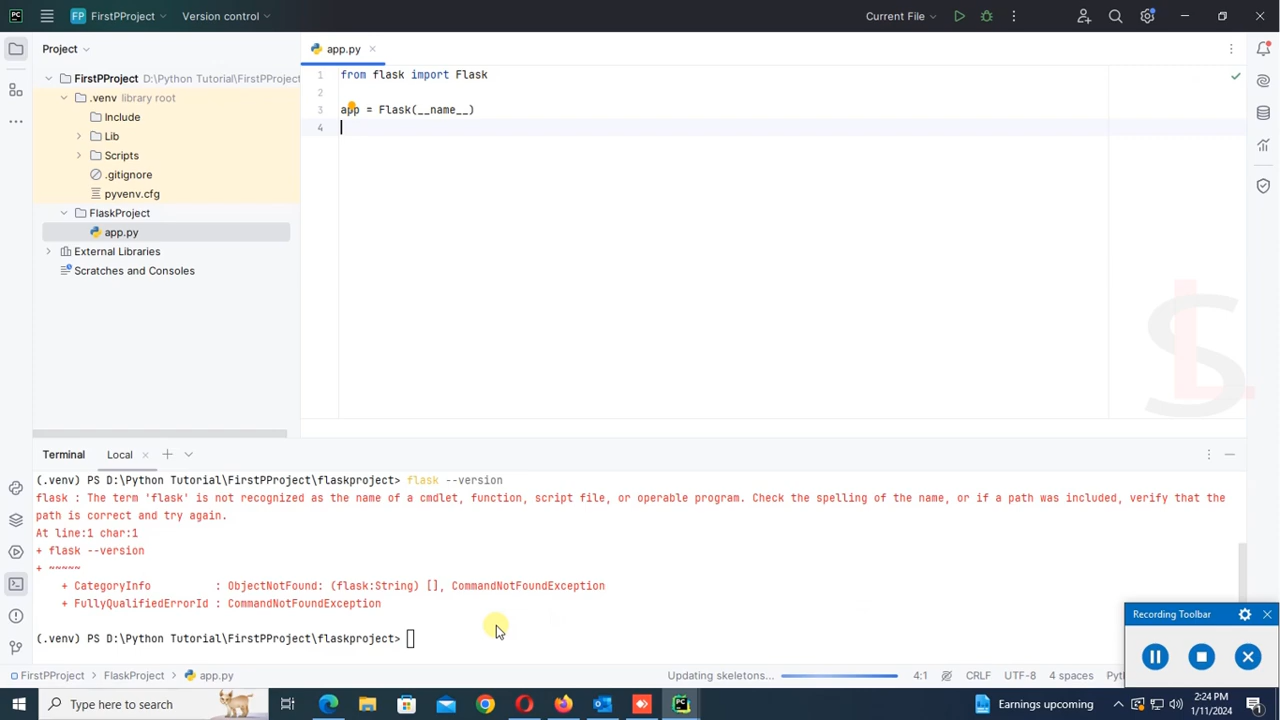 PC
FP FirstPProject Version control Current File
Project
FirstPProject D:\Python Tutorial\FirstPProject
.venv library root
Include
Lib
Scripts
.gitignore
pyvenv.cfg
FlaskProject
app.py
External Libraries
Scratches and Consoles
app.py
1 from flask import Flask
2
3 app = Flask(__name__)
4
LS
Terminal Local
(.venv) PS D:\Python Tutorial\FirstPProject\flaskproject> flask --version
flask : The term 'flask' is not recognized as the name of a cmdlet, function, script file, or operable program. Check the spelling of the name, or if a path was included, verify that the
path is correct and try again.
At line:1 char:1
+ flask --version
+ ~~~~~
+ CategoryInfo : ObjectNotFound: (flask:String) [], CommandNotFoundException
+ FullyQualifiedErrorId : CommandNotFoundException
(.venv) PS D:\Python Tutorial\FirstPProject\flaskproject>
Recording Toolbar
FirstPProject > FlaskProject > app.py Updating skeletons... 4:1 CRLF UTF-8 4 spaces Pyth
Type here to search
Earnings upcoming
2:24 PM
1/11/2024